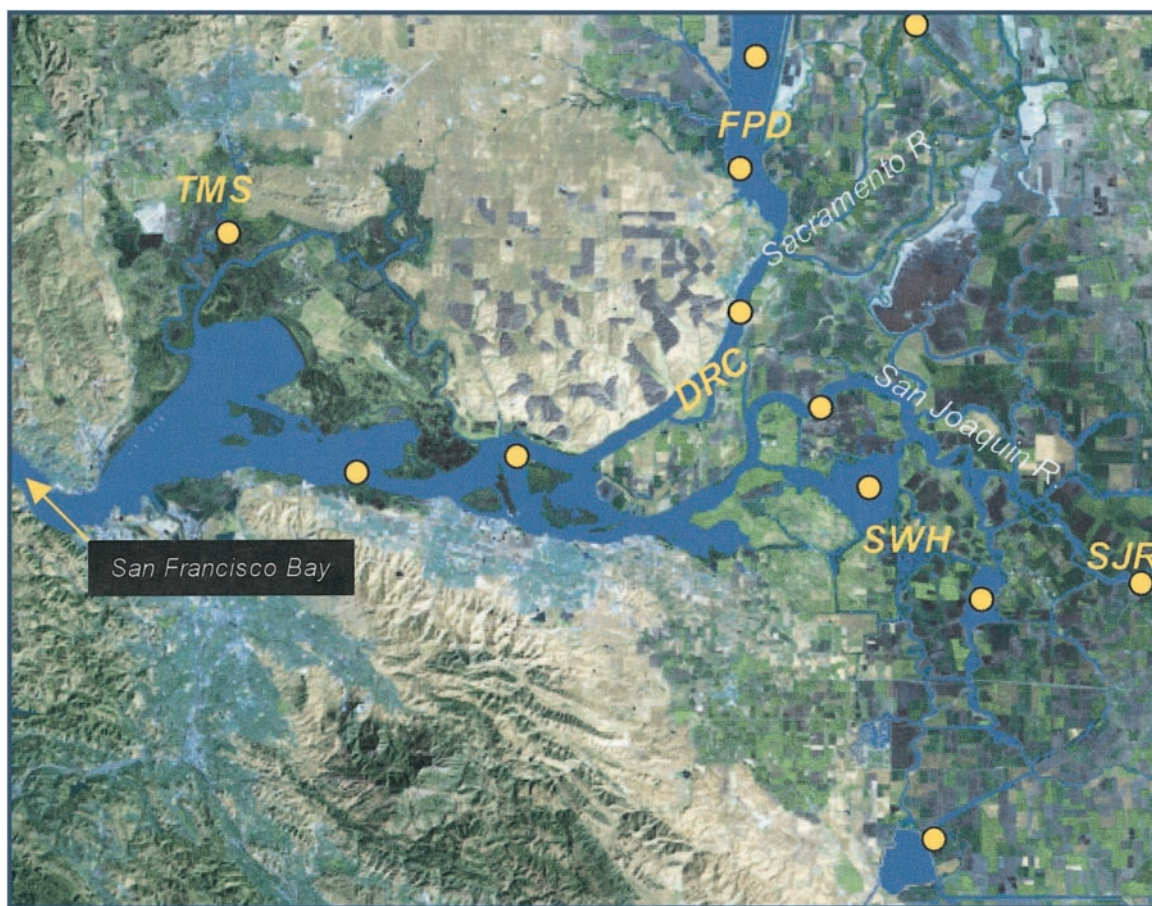 FPD
Sacramento R.
TMS
DRC
San Joaquin R.
SWH
SJR
San Francisco Bay